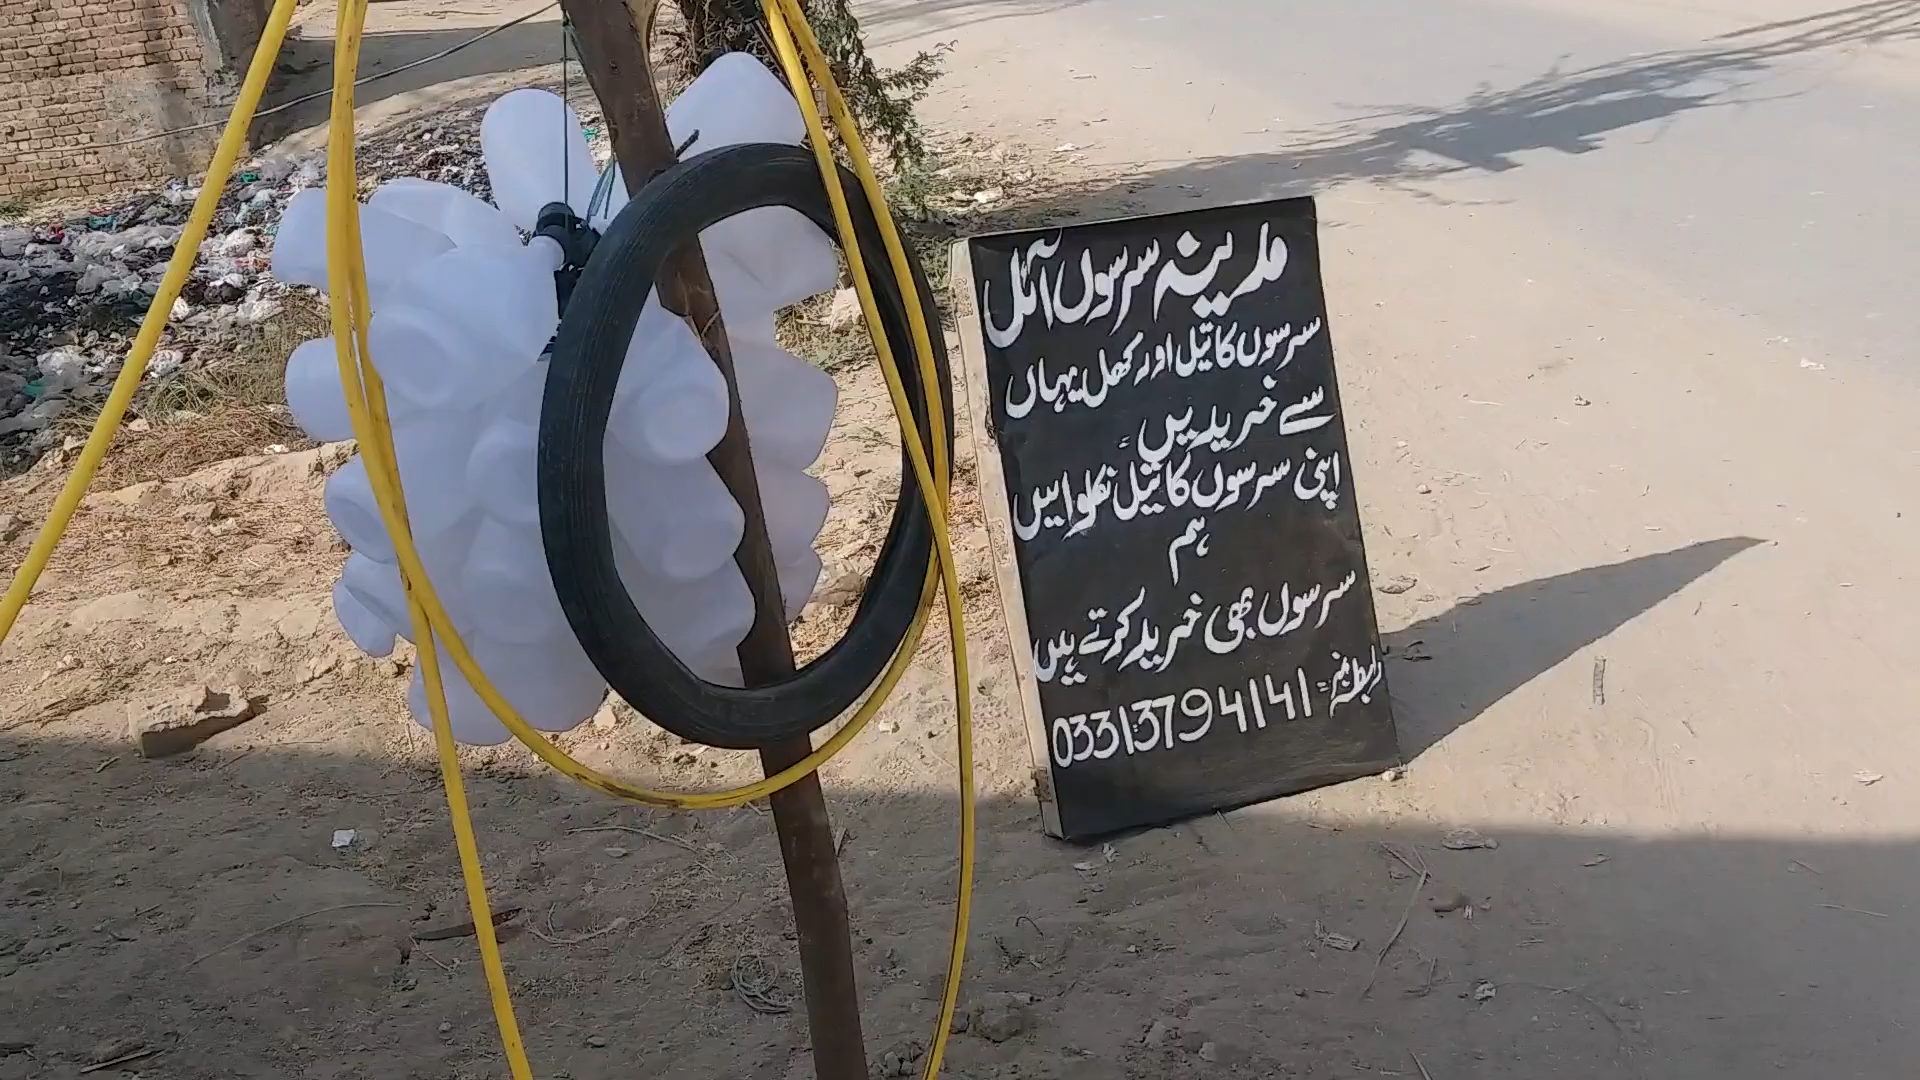 مدینہ سرسوں آئل
سرسوں کا تیل اور کھل یہاں
سے خریدیں۔
اپنی سرسوں کا تیل نکلوایں
ہم
سرسوں بھی خرید کرتے ہیں
رابطہ نمبر = 03313794141